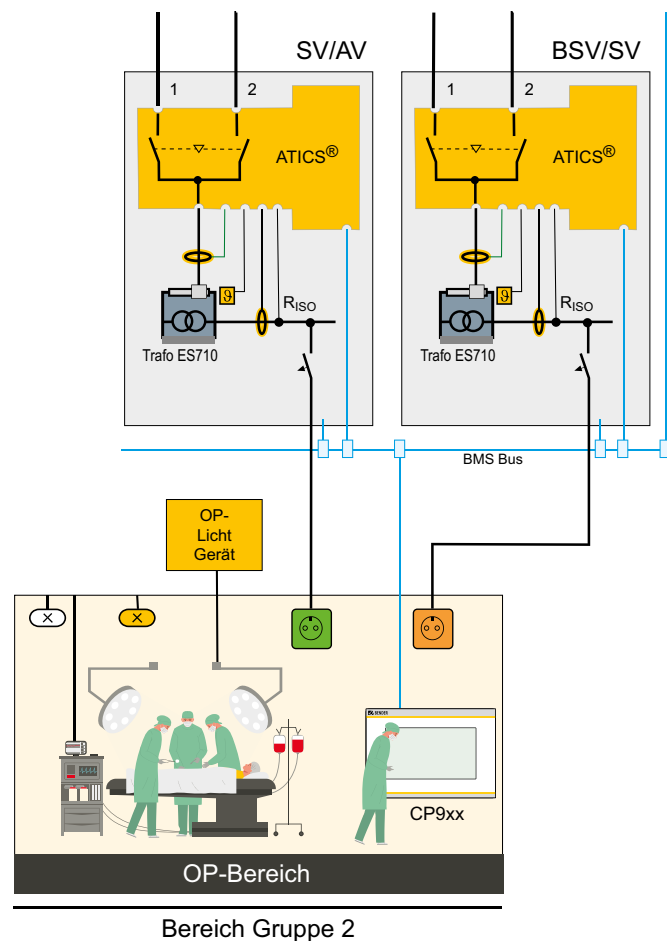 SV/AV
BSV/SV
1
2
1
2
ATICS®
ATICS®
ϑ
RISO
ϑ
RISO
Trafo ES710
Trafo ES710
BMS Bus
OP-
Licht
Gerät
BENDER
CP9xx
OP-Bereich
Bereich Gruppe 2